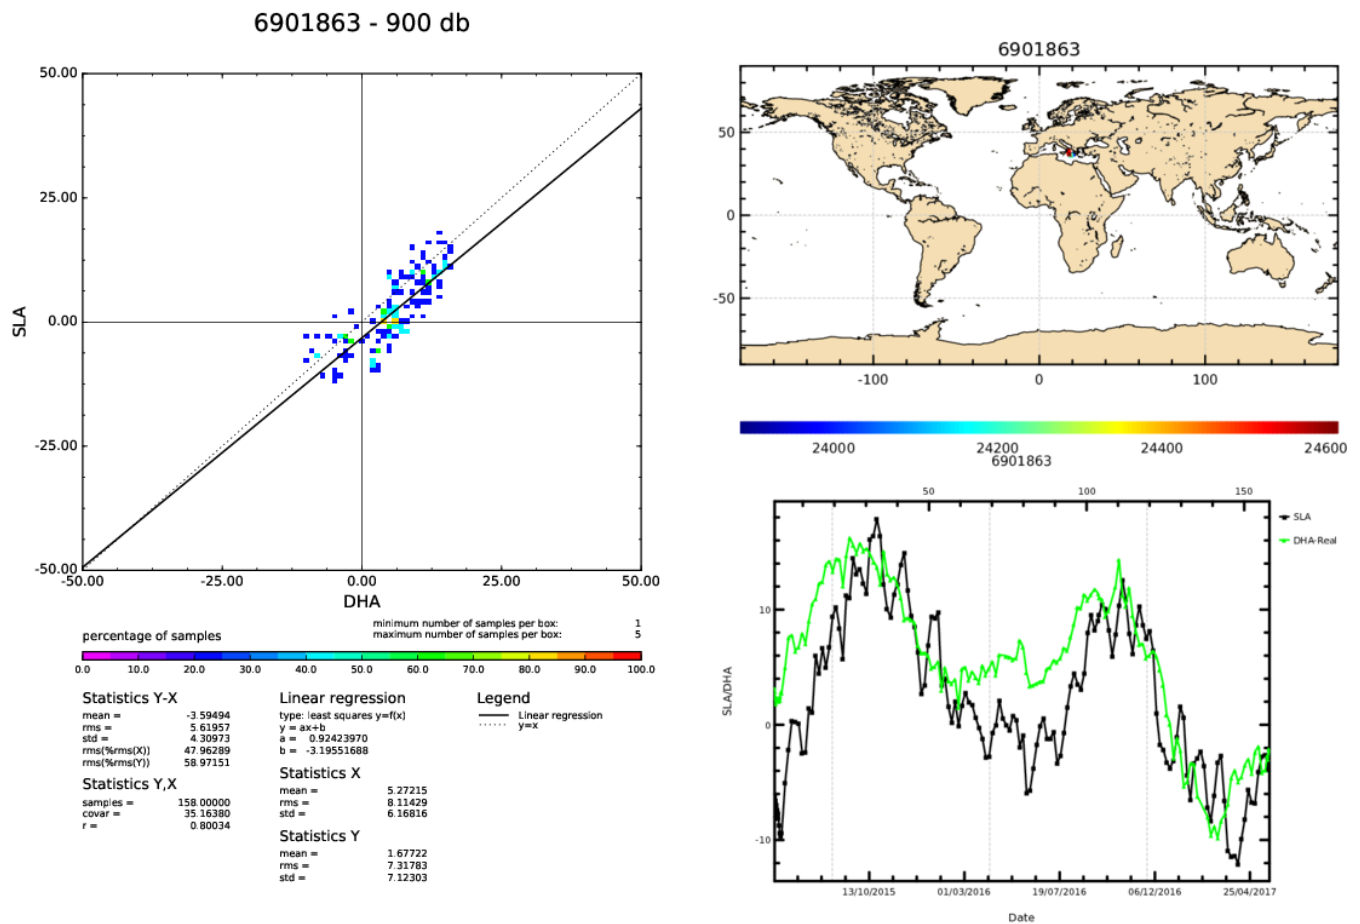 6901863 - 900 db
50.00
25.00
0.00
-25.00
-50.00
SLA
-50.00 -25.00 0.00 25.00 50.00
DHA
percentage of samples
minimum number of samples per box: 1
maximum number of samples per box: 5
0.0 10.0 20.0 30.0 40.0 50.0 60.0 70.0 80.0 90.0 100.0
Statistics Y-X
mean = -3.59494
rms = 5.61957
std = 4.30973
rms(%rms(X)) 47.96289
rms(%rms(Y)) 58.97151
Statistics Y,X
samples = 158.00000
covar = 35.16380
r = 0.80034
Linear regression
type: least squares y=f(x)
y = ax+b
a = 0.92423970
b = -3.19551688
Statistics X
mean = 5.27215
rms = 8.11429
std = 6.16816
Statistics Y
mean = 1.67722
rms = 7.31783
std = 7.12303
Legend
Linear regression
y=x
6901863
50
0
-50
-100 0 100
24000 24200 24400 24600
6901863
50 100 150
SLA
DHA-Real
10
0
-10
SLA/DHA
13/10/2015 01/03/2016 19/07/2016 06/12/2016 25/04/2017
Date